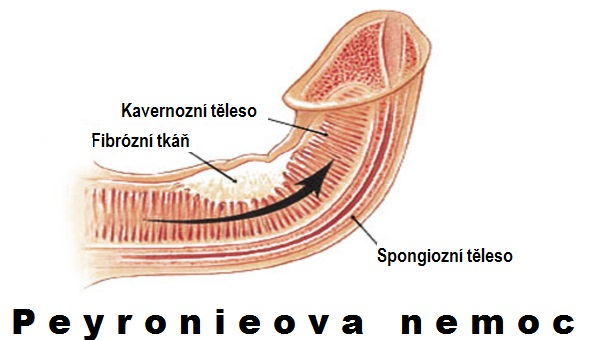 Kavernozní těleso
Fibrózní tkáň
Spongiozní těleso
Peyronieova nemoc